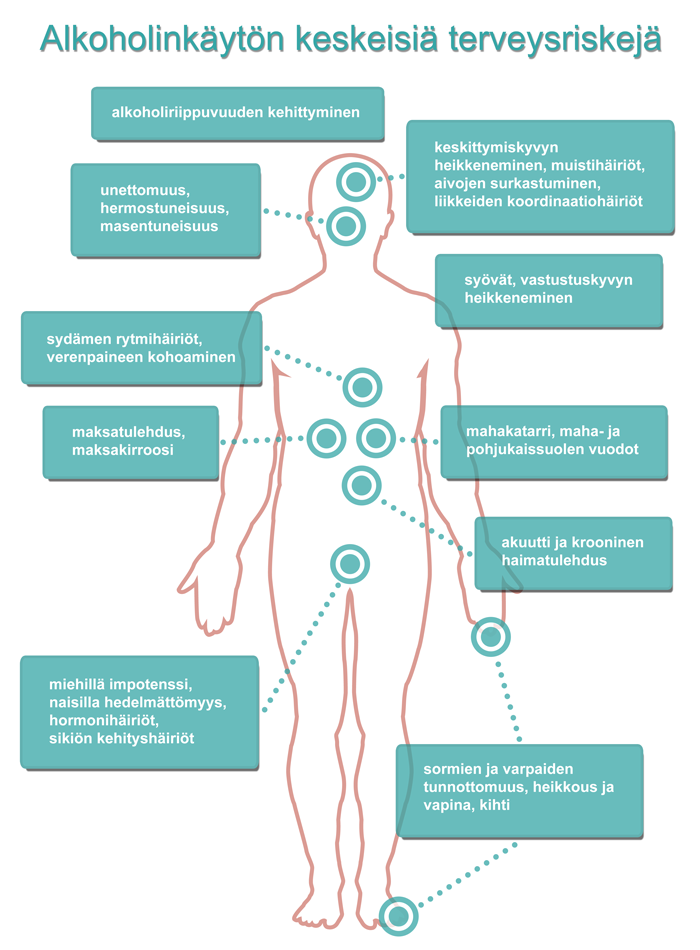 Alkoholinkäytön keskeisiä terveysriskejä
alkoholiriippuvuuden kehittyminen
keskittymiskyvyn
heikkeneminen, muistihäiriöt,
aivojen surkastuminen,
liikkeiden koordinaatiohäiriöt
unettomuus,
hermostuneisuus,
masentuneisuus
syövät, vastustuskyvyn
heikkeneminen
sydämen rytmihäiriöt,
verenpaineen kohoaminen
maksatulehdus,
maksakirroosi
mahakatarri, maha- ja
pohjukaissuolen vuodot
akuutti ja krooninen
haimatulehdus
miehillä impotenssi,
naisilla hedelmättömyys,
hormonihäiriöt,
sikiön kehityshäiriöt
sormien ja varpaiden
tunnottomuus, heikkous ja
vapina, kihti